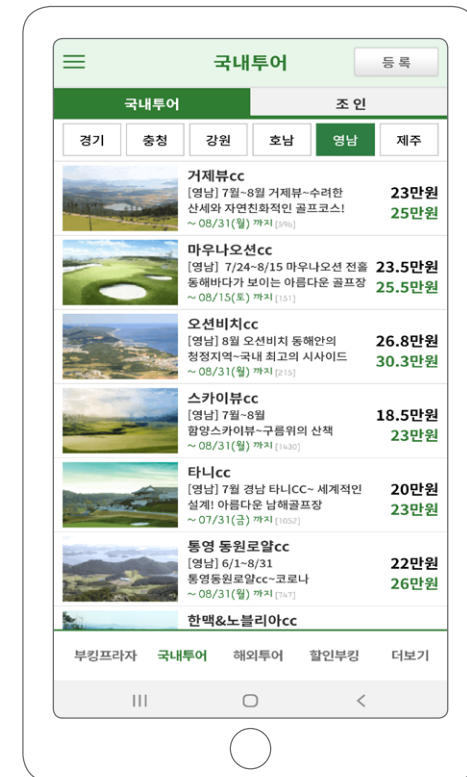 국내투어
등 록
국내투어 조 인
경기 충청 강원 호남 영남 제주
거제뷰cc
[영남] 7월~8월 거제뷰~수려한 23만원
산세와 자연친화적인 골프코스! 25만원
~ 08/31(월) 까지 [596]
마우나오션cc
[영남] 7/24~8/15 마우나오션 전홀 23.5만원
동해바다가 보이는 아름다운 골프장 25.5만원
~ 08/15(토) 까지 [151]
오션비치cc
[영남] 8월 오션비치 동해안의 26.8만원
청정지역~국내 최고의 시사이드 30.3만원
~ 08/31(월) 까지 [215]
스카이뷰cc
[영남] 7월~8월 18.5만원
함양스카이뷰~구름위의 산책 23만원
~ 08/31(월) 까지 [1430]
타니cc
[영남] 7월 경남 타니CC~ 세계적인 20만원
설계! 아름다운 남해골프장 23만원
~ 07/31(금) 까지 [1052]
통영 동원로얄cc
[영남] 6/1~8/31 22만원
통영동원로얄cc~코로나 26만원
~ 08/31(월) 까지 [747]
한맥&노블리아cc
부킹프라자 국내투어 해외투어 할인부킹 더보기